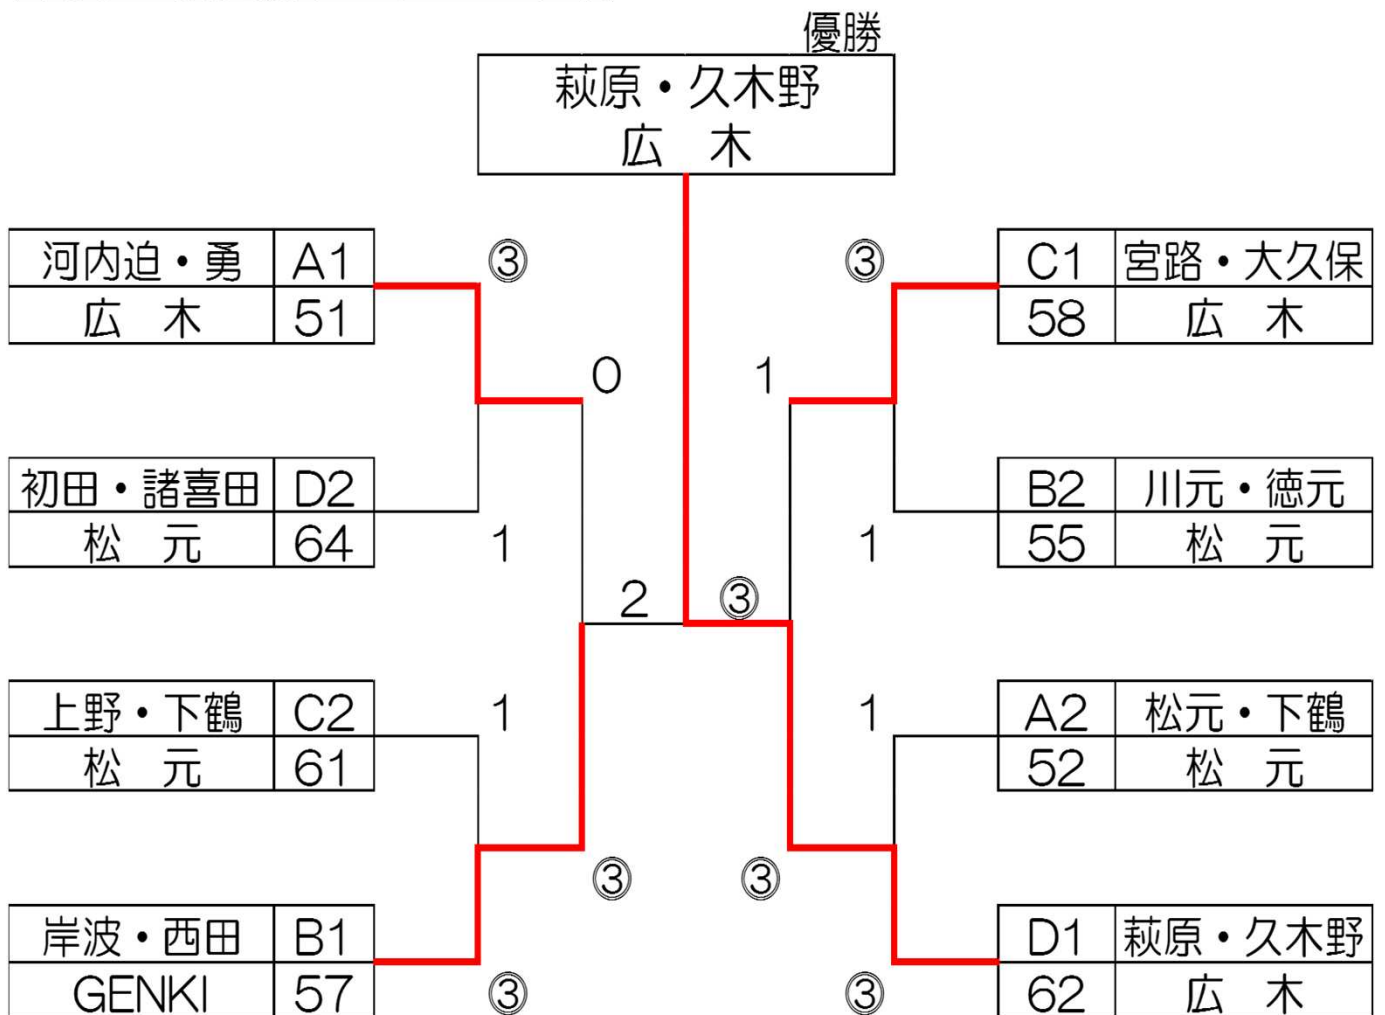 優勝
萩原・久木野
広 木
河内迫・勇 A1
広 木 51
③
③
C1 宮路・大久保
58 広 木
0
1
初田・諸喜田 D2
松 元 64
1
1
B2 川元・徳元
55 松 元
2
③
上野・下鶴 C2
松 元 61
1
1
A2 松元・下鶴
52 松 元
③
③
岸波・西田 B1
GENKI 57
③
③
D1 萩原・久木野
62 広 木